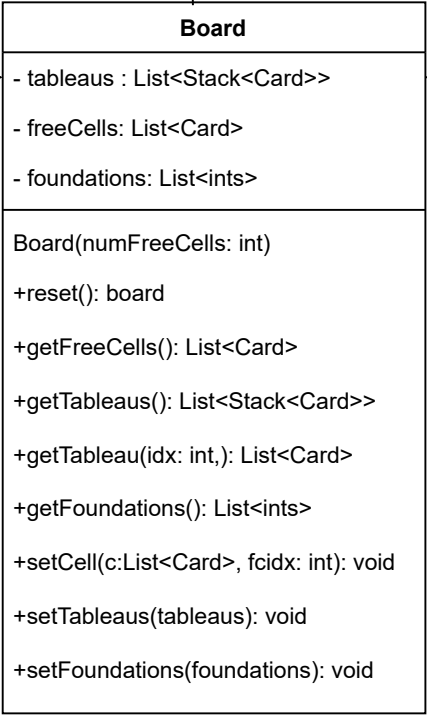 Board
- tableaus : List<Stack<Card>>
- freeCells: List<Card>
- foundations: List<ints>
Board(numFreeCells: int)
+reset(): board
+getFreeCells(): List<Card>
+getTableaus(): List<Stack<Card>>
+getTableau(idx: int,): List<Card>
+getFoundations(): List<ints>
+setCell(c:List<Card>, fcidx: int): void
+setTableaus(tableaus): void
+setFoundations(foundations): void